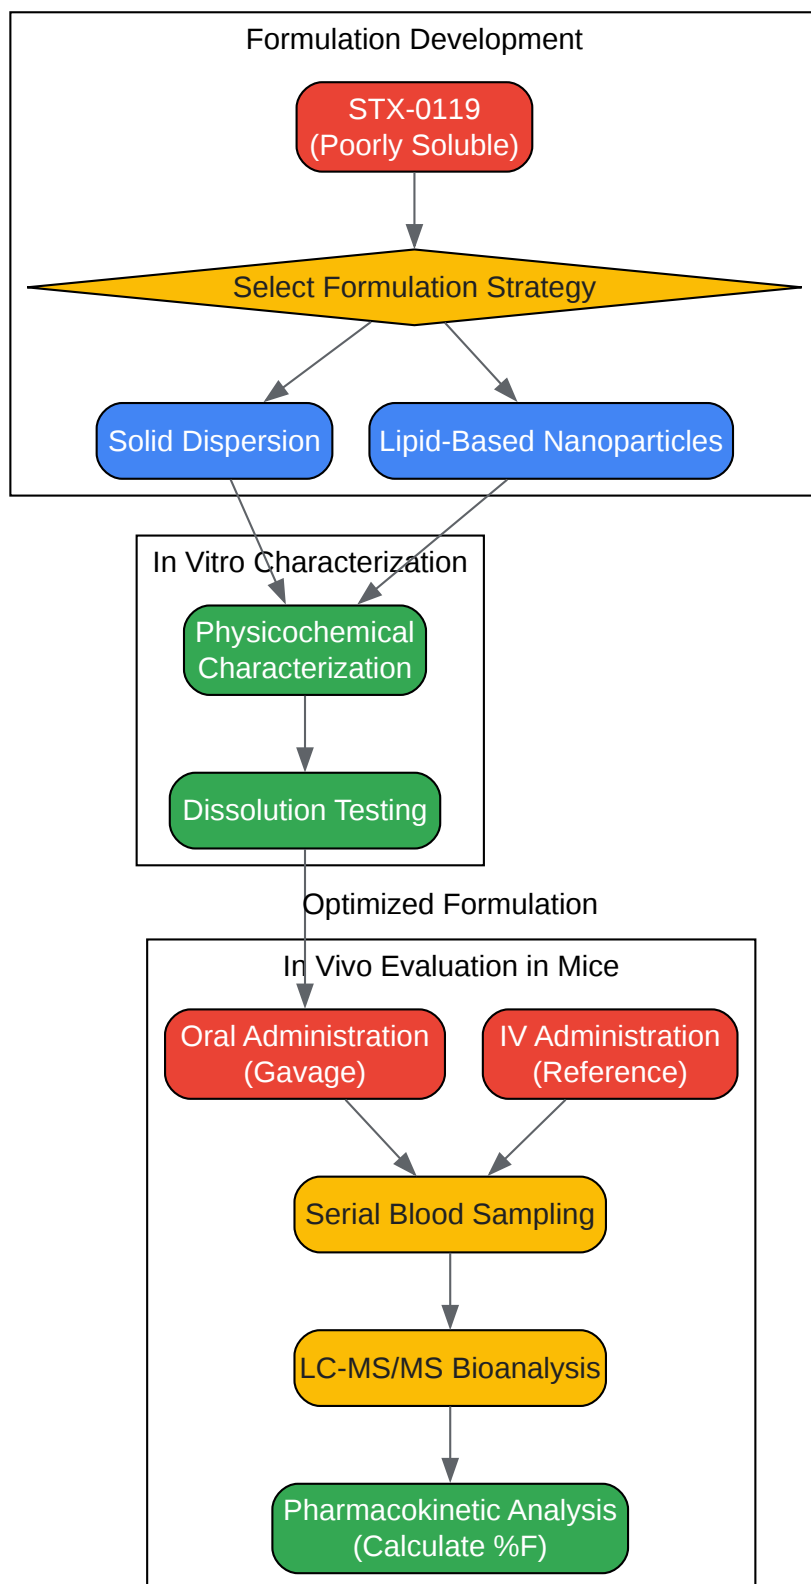 Formulation Development
STX-0119
(Poorly Soluble)
Select Formulation Strategy
Solid Dispersion
Lipid-Based Nanoparticles
In Vitro Characterization
Physicochemical
Characterization
Dissolution Testing
Optimized Formulation
In Vivo Evaluation in Mice
Oral Administration
(Gavage)
IV Administration
(Reference)
Serial Blood Sampling
LC-MS/MS Bioanalysis
Pharmacokinetic Analysis
(Calculate %F)